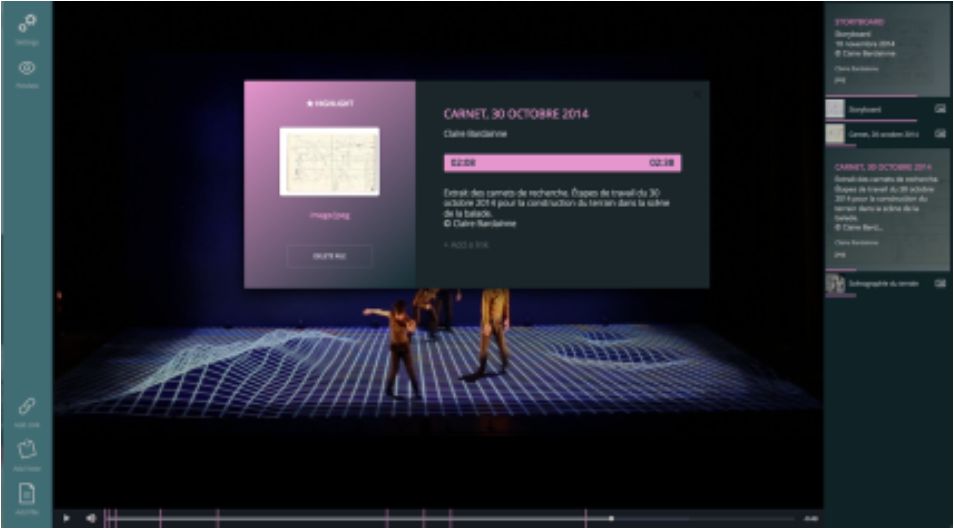 Settings
Preview
★ HIGHLIGHT
image/jpeg
DELETE FILE
CARNET, 30 OCTOBRE 2014
Claire Bardainne
02:08 02:38
Extrait des carnets de recherche. Étapes de travail du 30
octobre 2014 pour la construction du terrain dans la scène
de la balade.
© Claire Bardainne
+ Add a link
STORYBOARD
Storyboard
10 novembre 2014
© Claire Bardainne
Claire Bardainne
Storyboard
Carnet, 30 octobre 2014
CARNET, 30 OCTOBRE 2014
Extrait des carnets de recherche.
Étapes de travail du 30 octobre
2014 pour la construction du
terrain dans la scène de la
balade.
© Claire Bard...
Claire Bardainne
Scénographie du terrain
Add Link
Add Note
Add File